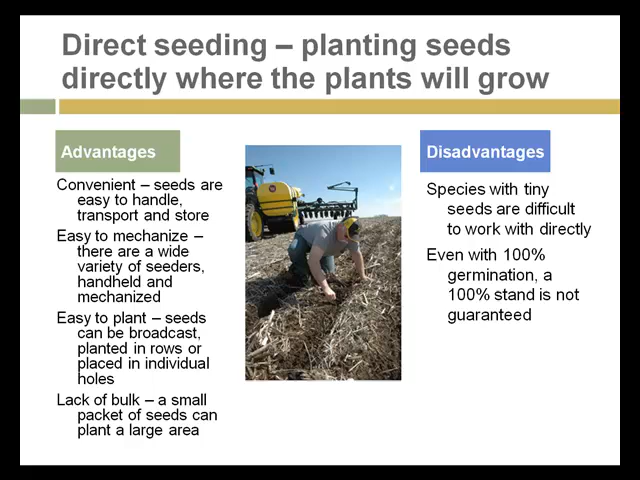 Direct seeding – planting seeds
directly where the plants will grow
Advantages
Convenient – seeds are
easy to handle,
transport and store
Easy to mechanize –
there are a wide
variety of seeders,
handheld and
mechanized
Easy to plant – seeds
can be broadcast,
planted in rows or
placed in individual
holes
Lack of bulk – a small
packet of seeds can
plant a large area
Disadvantages
Species with tiny
seeds are difficult
to work with directly
Even with 100%
germination, a
100% stand is not
guaranteed